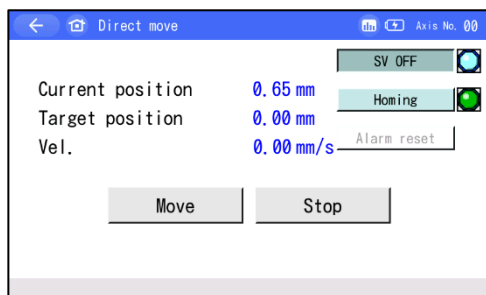 Direct move Axis No. 00
SV OFF
Current position 0.65 mm
Homing
Target position 0.00 mm
Alarm reset
Vel. 0.00 mm/s
Move Stop